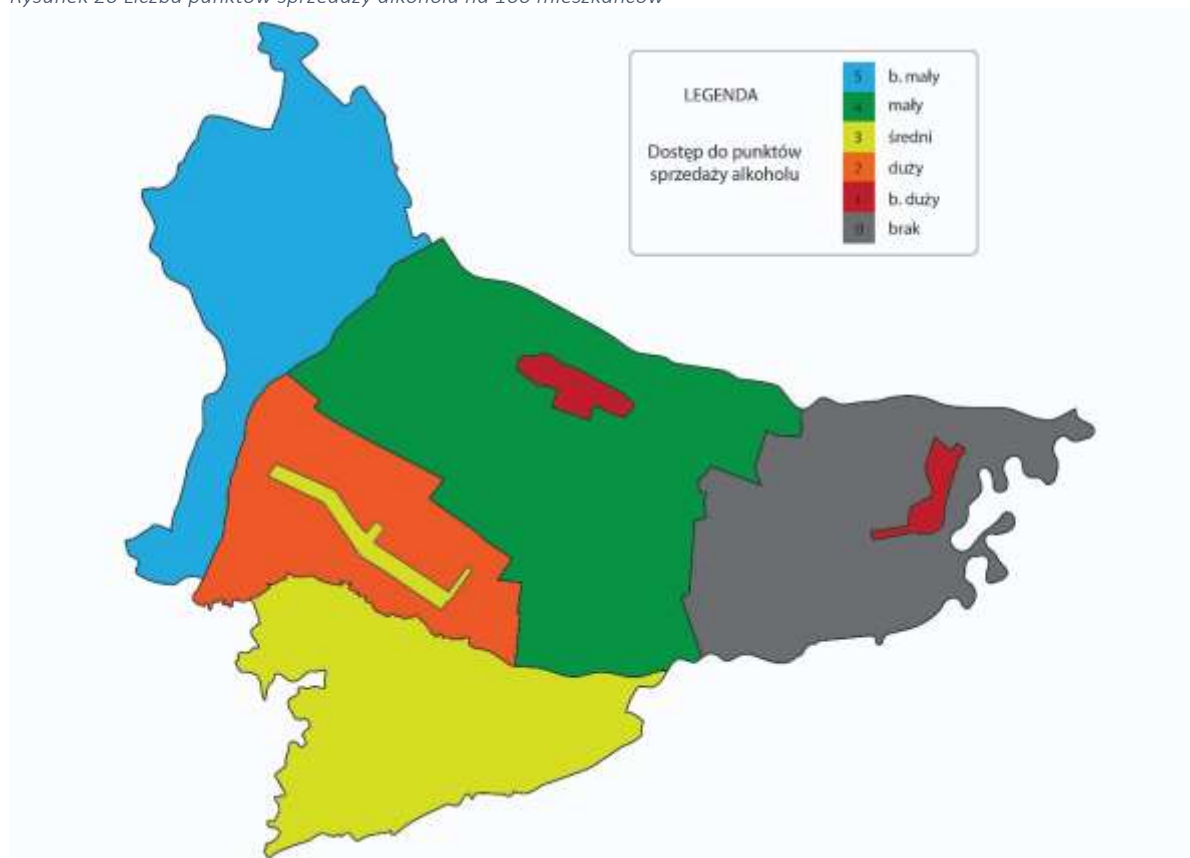 Rysunek 20 Liczba punktów sprzedaży alkoholu na 100 mieszkańców
LEGENDA
Dostęp do punktów
sprzedaży alkoholu
5 b. mały
4 mały
3 średni
2 duży
1 b. duży
0 brak